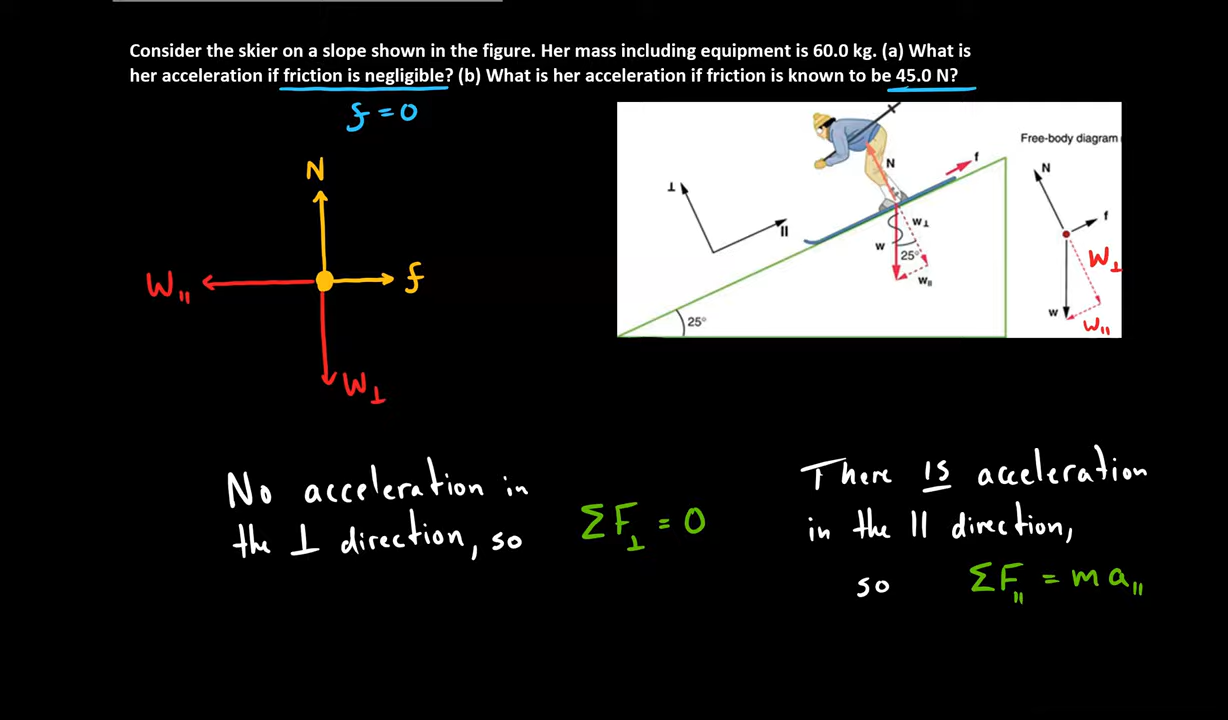 Consider the skier on a slope shown in the figure. Her mass including equipment is 60.0 kg. (a) What is
her acceleration if friction is negligible? (b) What is her acceleration if friction is known to be 45.0 N?
f = 0
N
W||
f
W⊥
⊥
||
N
f
w⊥
w
25°
w||
25°
Free-body diagram
N
f
W⊥
w
W||
No acceleration in
the ⊥ direction, so
ΣF⊥ = 0
There IS acceleration
in the || direction,
so ΣF|| = m a||